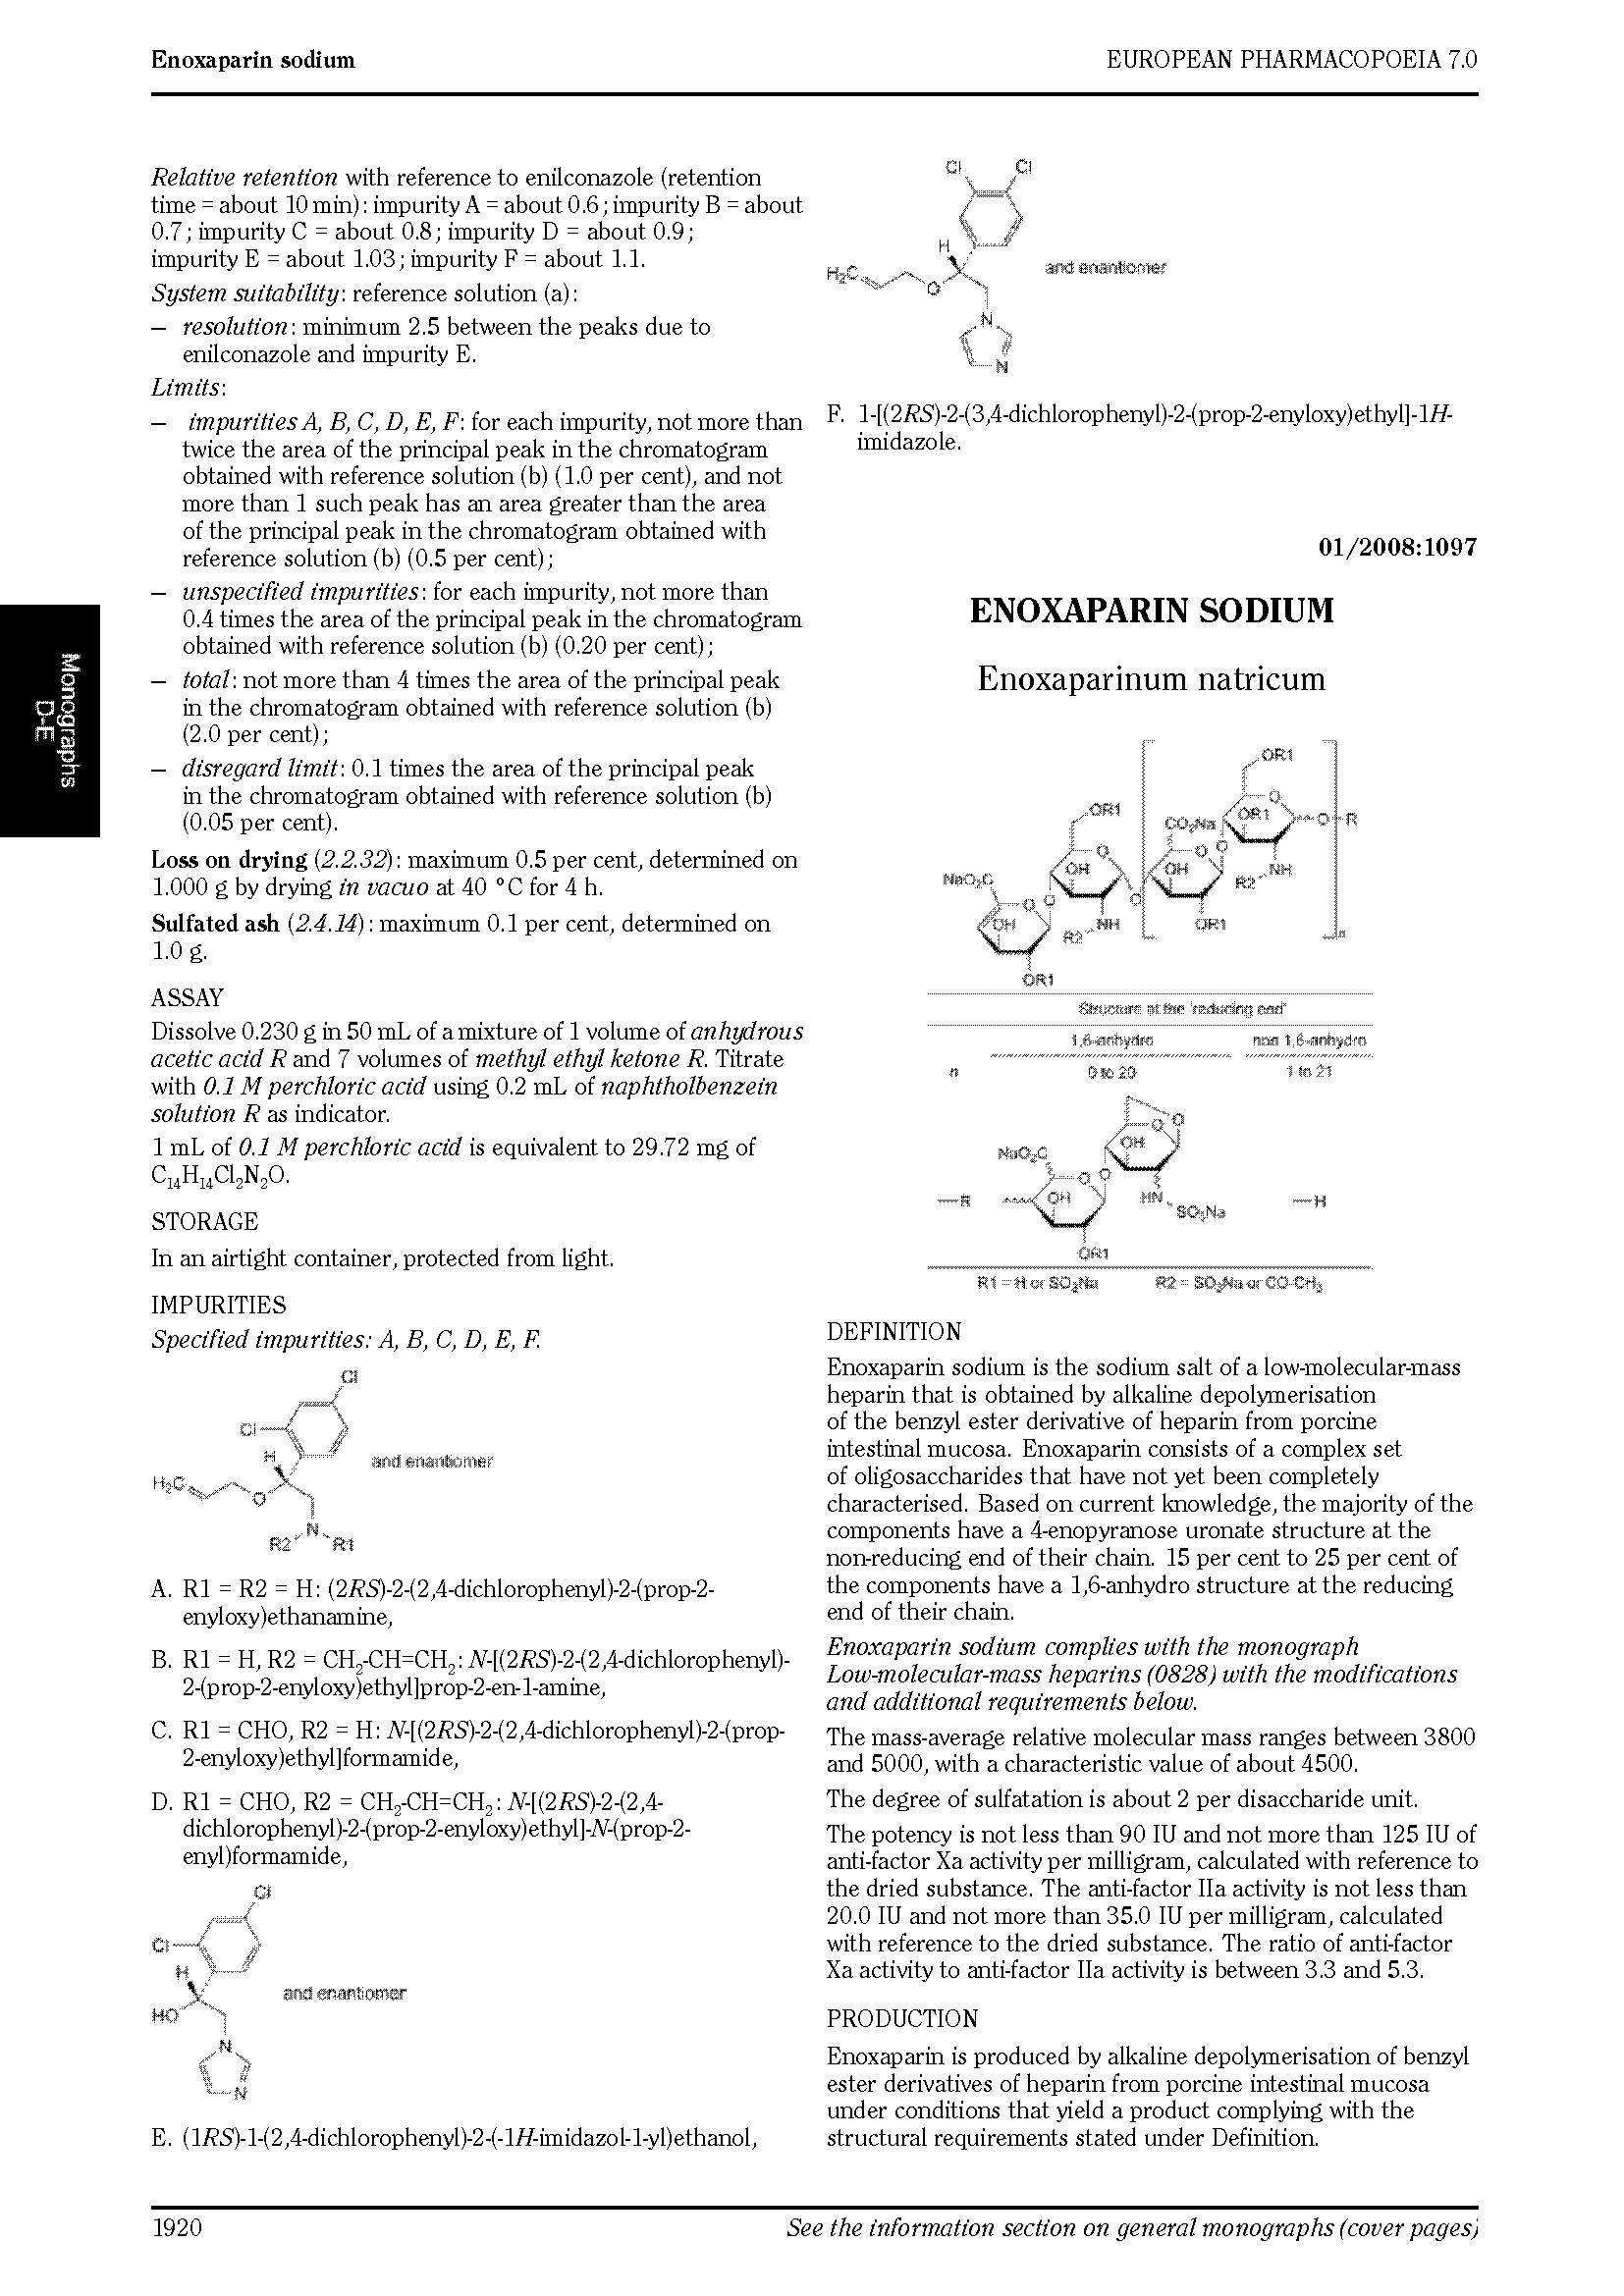 Enoxaparin sodium
EUROPEAN PHARMACOPOEIA 7.0
Relative retention with reference to enilconazole (retention
time = about 10 min): impurity A = about 0.6; impurity B = about
0.7; impurity C = about 0.8; impurity D = about 0.9;
impurity E = about 1.03; impurity F = about 1.1.
System suitability: reference solution (a):
– resolution: minimum 2.5 between the peaks due to
enilconazole and impurity E.
Limits:
– impurities A, B, C, D, E, F: for each impurity, not more than
twice the area of the principal peak in the chromatogram
obtained with reference solution (b) (1.0 per cent), and not
more than 1 such peak has an area greater than the area
of the principal peak in the chromatogram obtained with
reference solution (b) (0.5 per cent);
– unspecified impurities: for each impurity, not more than
0.4 times the area of the principal peak in the chromatogram
obtained with reference solution (b) (0.20 per cent);
– total: not more than 4 times the area of the principal peak
in the chromatogram obtained with reference solution (b)
(2.0 per cent);
– disregard limit: 0.1 times the area of the principal peak
in the chromatogram obtained with reference solution (b)
(0.05 per cent).
Loss on drying (2.2.32): maximum 0.5 per cent, determined on
1.000 g by drying in vacuo at 40 °C for 4 h.
Sulfated ash (2.4.14): maximum 0.1 per cent, determined on
1.0 g.
ASSAY
Dissolve 0.230 g in 50 mL of a mixture of 1 volume of anhydrous
acetic acid R and 7 volumes of methyl ethyl ketone R. Titrate
with 0.1 M perchloric acid using 0.2 mL of naphtholbenzein
solution R as indicator.
1 mL of 0.1 M perchloric acid is equivalent to 29.72 mg of
C₁₄H₁₄Cl₂N₂O.
STORAGE
In an airtight container, protected from light.
IMPURITIES
Specified impurities: A, B, C, D, E, F.
Cl
Cl
H
and enantiomer
H₂C
O
N
R2
R1
A. R1 = R2 = H: (2RS)-2-(2,4-dichlorophenyl)-2-(prop-2-
enyloxy)ethanamine,
B. R1 = H, R2 = CH₂-CH=CH₂: N-[(2RS)-2-(2,4-dichlorophenyl)-
2-(prop-2-enyloxy)ethyl]prop-2-en-1-amine,
C. R1 = CHO, R2 = H: N-[(2RS)-2-(2,4-dichlorophenyl)-2-(prop-
2-enyloxy)ethyl]formamide,
D. R1 = CHO, R2 = CH₂-CH=CH₂: N-[(2RS)-2-(2,4-
dichlorophenyl)-2-(prop-2-enyloxy)ethyl]-N-(prop-2-
enyl)formamide,
Cl
Cl
H
and enantiomer
HO
N
N
E. (1RS)-1-(2,4-dichlorophenyl)-2-(-1H-imidazol-1-yl)ethanol,
Cl Cl
H
and enantiomer
H₂C
O
N
N
F. 1-[(2RS)-2-(3,4-dichlorophenyl)-2-(prop-2-enyloxy)ethyl]-1H-
imidazole.
01/2008:1097
ENOXAPARIN SODIUM
Enoxaparinum natricum
OR1
O
OR1 CO₂Na OR1 O R
O O O
NaO₂C OH OH R2 NH
O O O
OH R2 NH OR1 n
OR1
Structure at the 'reducing end'
1,6-anhydro non 1,6-anhydro
n 0 to 20 1 to 21
O O
NaO₂C OH
O O
R OH HN SO₃Na H
OR1
R1 = H or SO₃Na R2 = SO₃Na or CO-CH₃
DEFINITION
Enoxaparin sodium is the sodium salt of a low-molecular-mass
heparin that is obtained by alkaline depolymerisation
of the benzyl ester derivative of heparin from porcine
intestinal mucosa. Enoxaparin consists of a complex set
of oligosaccharides that have not yet been completely
characterised. Based on current knowledge, the majority of the
components have a 4-enopyranose uronate structure at the
non-reducing end of their chain. 15 per cent to 25 per cent of
the components have a 1,6-anhydro structure at the reducing
end of their chain.
Enoxaparin sodium complies with the monograph
Low-molecular-mass heparins (0828) with the modifications
and additional requirements below.
The mass-average relative molecular mass ranges between 3800
and 5000, with a characteristic value of about 4500.
The degree of sulfatation is about 2 per disaccharide unit.
The potency is not less than 90 IU and not more than 125 IU of
anti-factor Xa activity per milligram, calculated with reference to
the dried substance. The anti-factor IIa activity is not less than
20.0 IU and not more than 35.0 IU per milligram, calculated
with reference to the dried substance. The ratio of anti-factor
Xa activity to anti-factor IIa activity is between 3.3 and 5.3.
PRODUCTION
Enoxaparin is produced by alkaline depolymerisation of benzyl
ester derivatives of heparin from porcine intestinal mucosa
under conditions that yield a product complying with the
structural requirements stated under Definition.
Monographs
D-E
1920
See the information section on general monographs (cover pages)